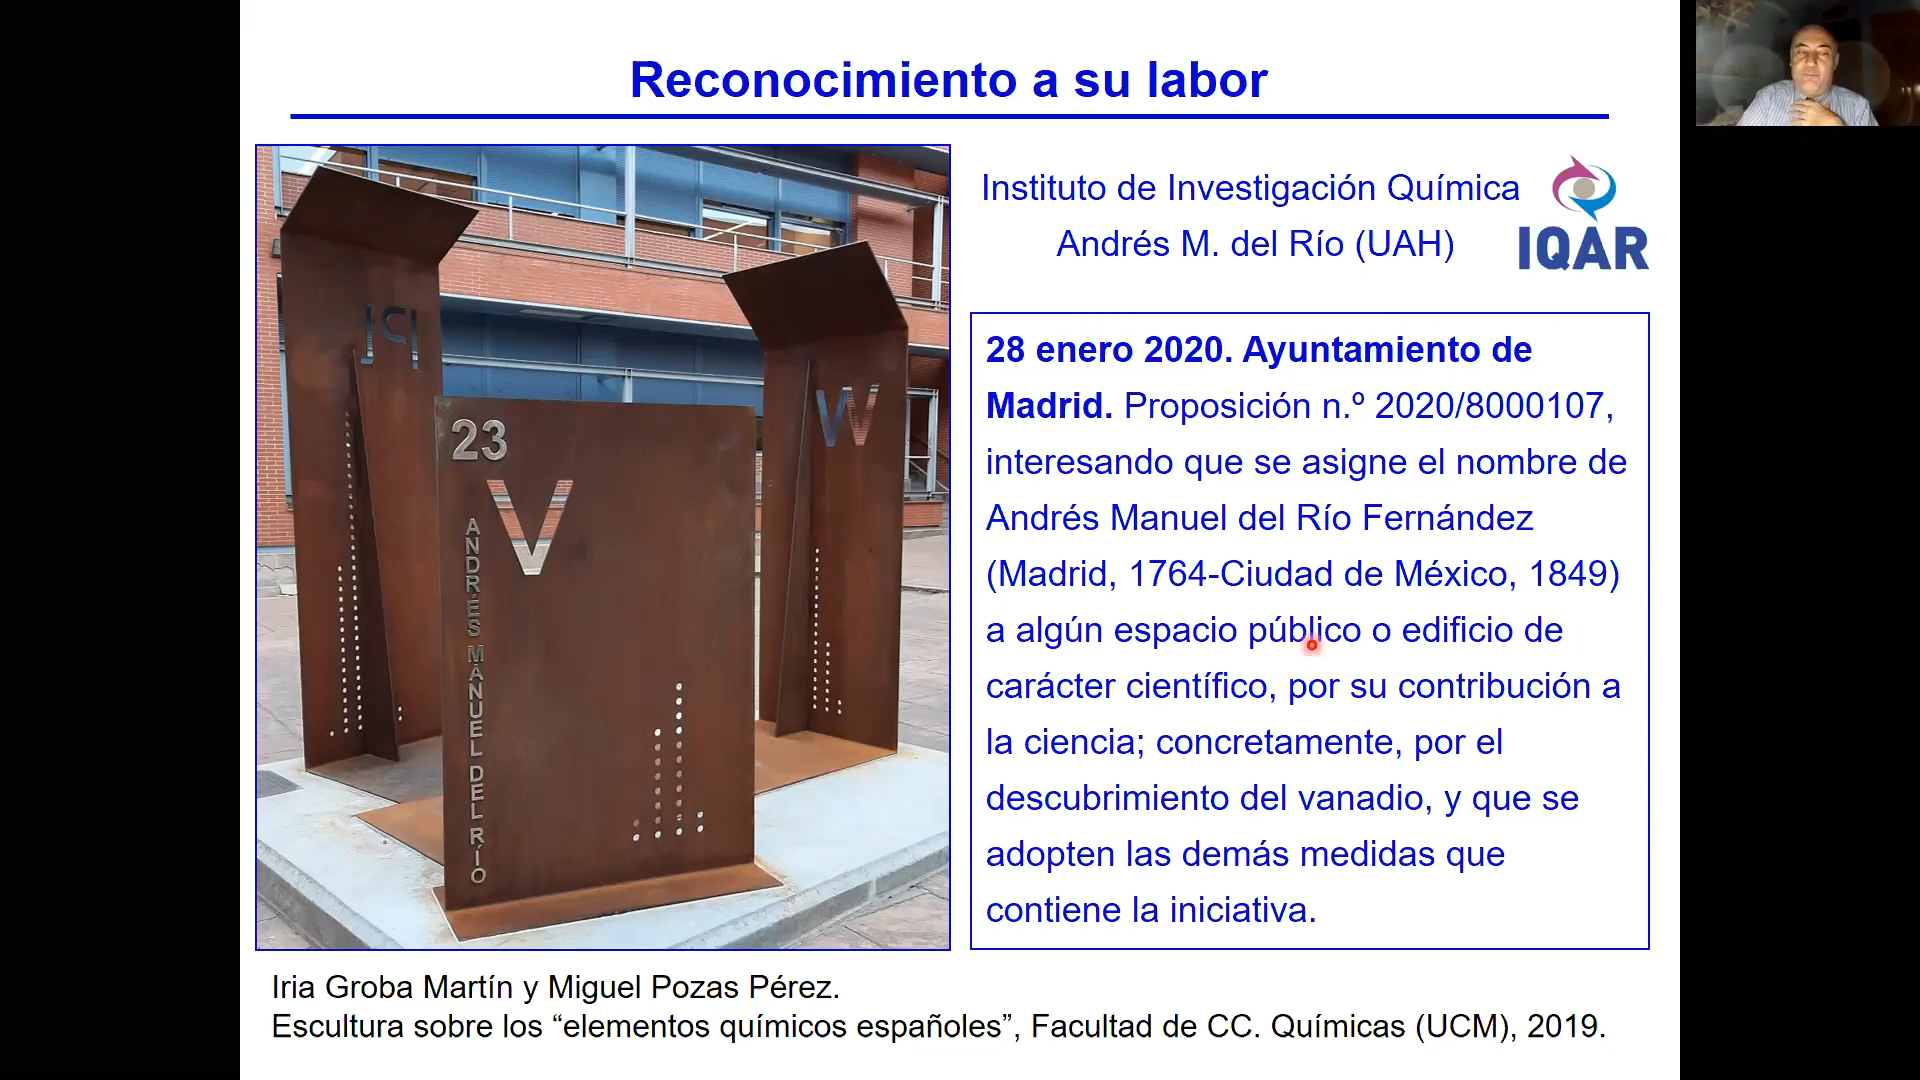 Reconocimiento a su labor
Instituto de Investigación Química
Andrés M. del Río (UAH)
IQAR
Pt
W
23
V
ANDRÉS MANUEL DEL RÍO
28 enero 2020. Ayuntamiento de
Madrid. Proposición n.º 2020/8000107,
interesando que se asigne el nombre de
Andrés Manuel del Río Fernández
(Madrid, 1764-Ciudad de México, 1849)
a algún espacio público o edificio de
carácter científico, por su contribución a
la ciencia; concretamente, por el
descubrimiento del vanadio, y que se
adopten las demás medidas que
contiene la iniciativa.
Iria Groba Martín y Miguel Pozas Pérez.
Escultura sobre los “elementos químicos españoles”, Facultad de CC. Químicas (UCM), 2019.